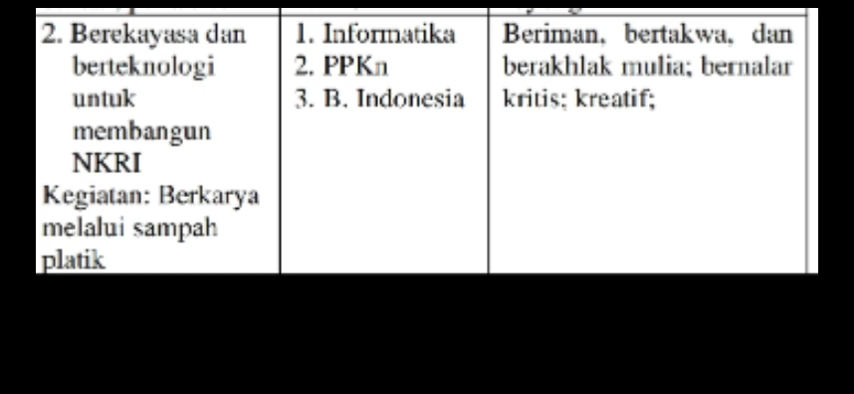 2. Berekayasa dan
berteknologi
untuk
membangun
NKRI
Kegiatan: Berkarya
melalui sampah
platik
1. Informatika
2. PPKn
3. B. Indonesia
Beriman, bertakwa, dan
berakhlak mulia; bernalar
kritis; kreatif;